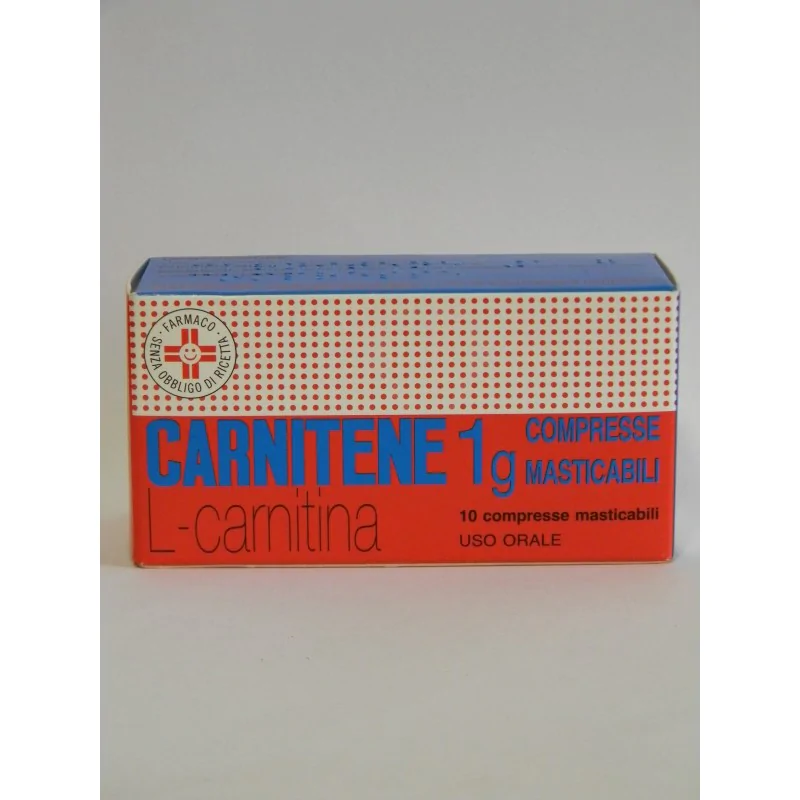 FARMACO
SENZA OBBLIGO DI RICETTA
CARNITENE 1g COMPRESSE MASTICABILI
L-carnitina
10 compresse masticabili
USO ORALE